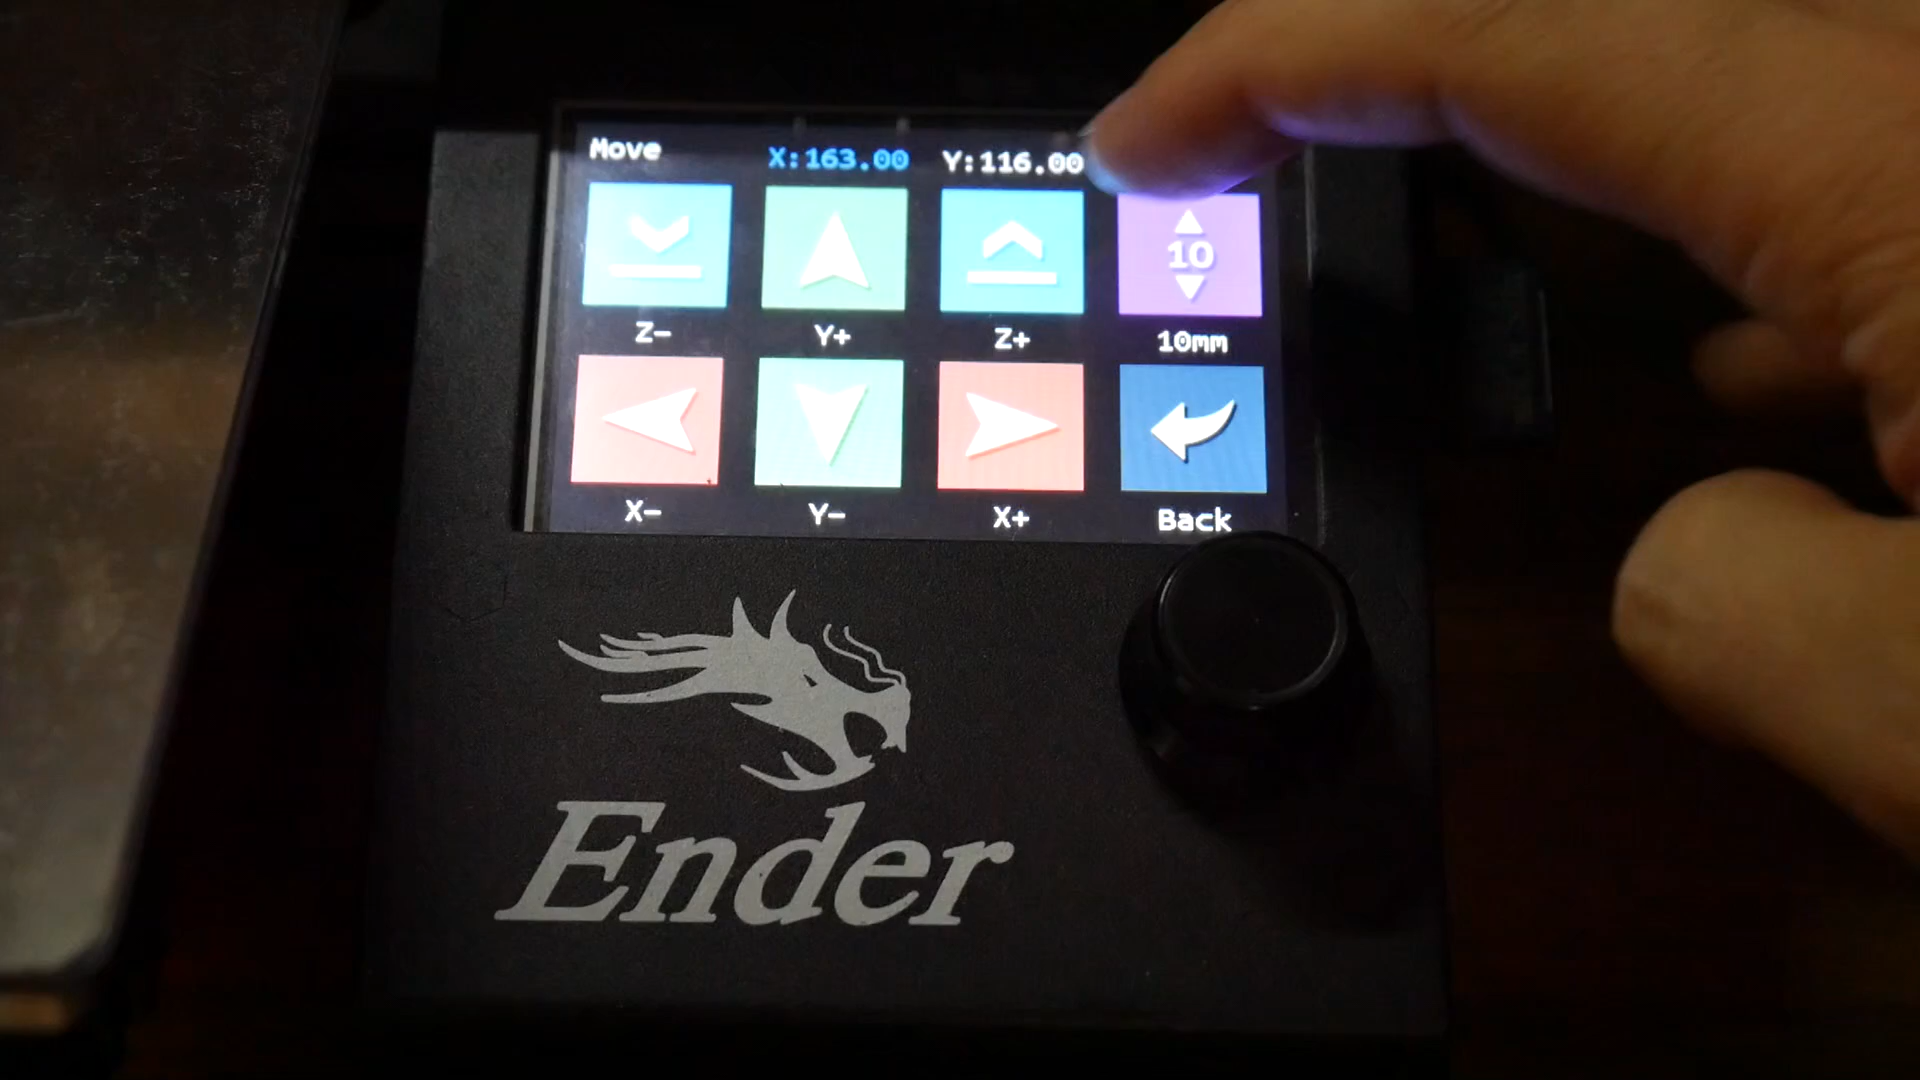 Move X:163.00 Y:116.00
10
Z- Y+ Z+ 10mm
X- Y- X+ Back
Ender